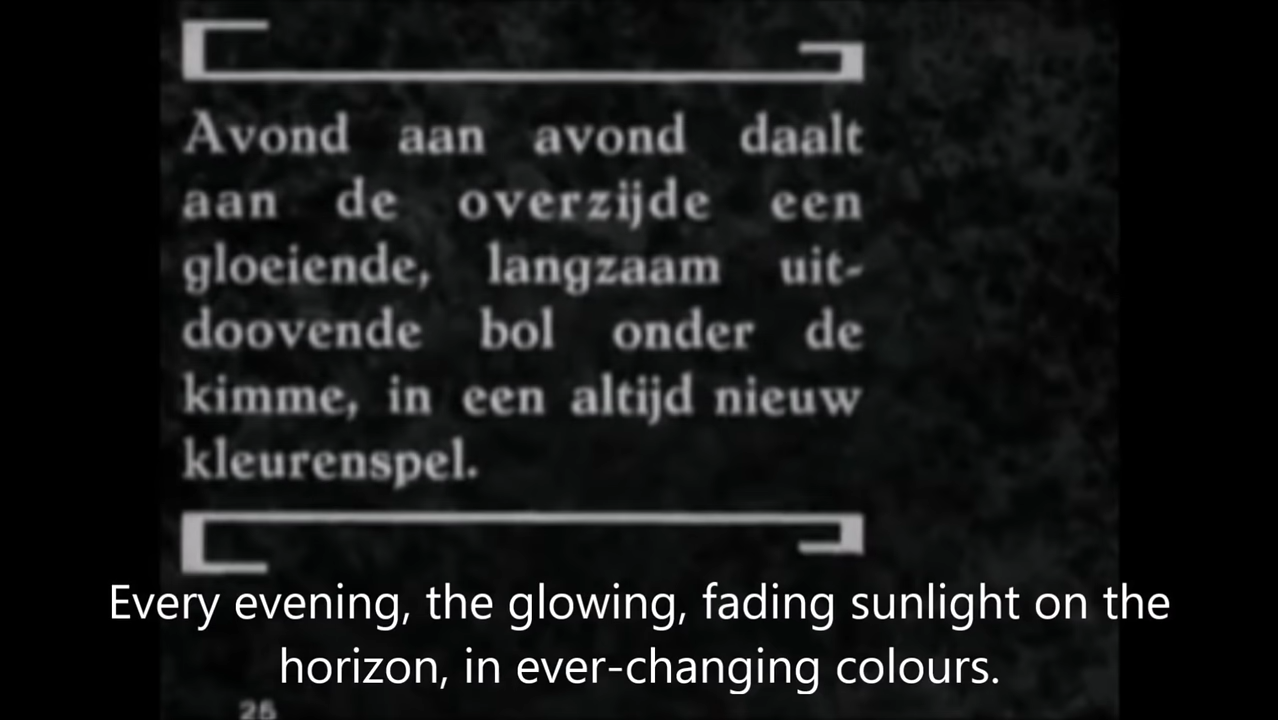 Avond aan avond daalt
aan de overzijde een
gloeiende, langzaam uit-
doovende bol onder de
kimme, in een altijd nieuw
kleurenspel.
Every evening, the glowing, fading sunlight on the
horizon, in ever-changing colours.
25